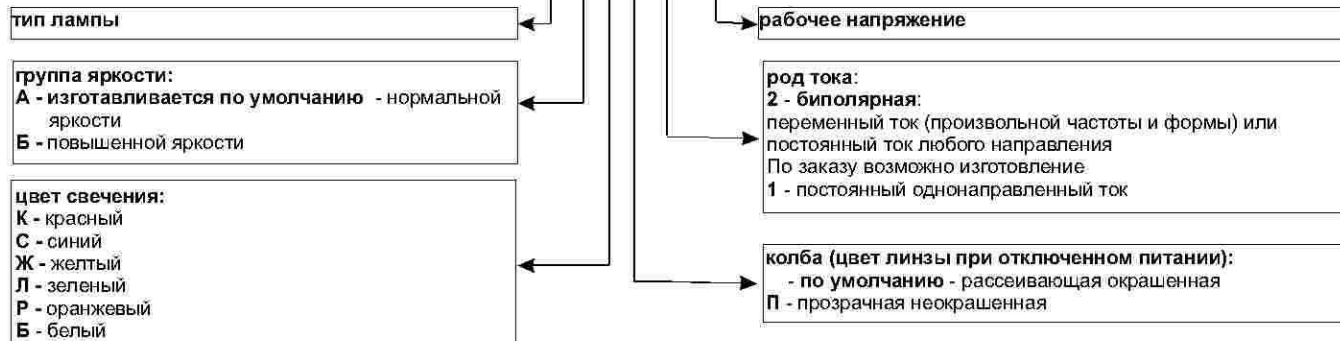 тип лампы
группа яркости:
А - изготавливается по умолчанию - нормальной
яркости
Б - повышенной яркости
цвет свечения:
К - красный
С - синий
Ж - желтый
Л - зеленый
Р - оранжевый
Б - белый
рабочее напряжение
род тока:
2 - биполярная:
переменный ток (произвольной частоты и формы) или
постоянный ток любого направления
По заказу возможно изготовление
1 - постоянный однонаправленный ток
колба (цвет линзы при отключенном питании):
- по умолчанию - рассеивающая окрашенная
П - прозрачная неокрашенная